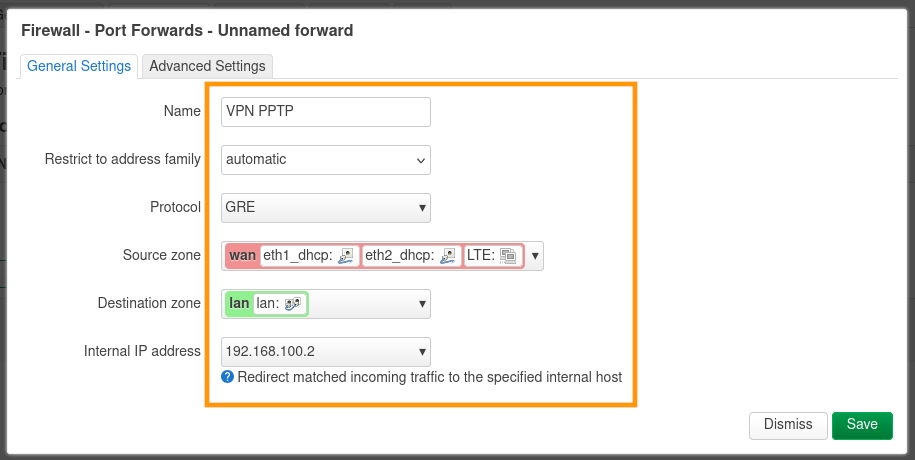 Firewall - Port Forwards - Unnamed forward
General Settings
Advanced Settings
Name
VPN PPTP
Restrict to address family
automatic
Protocol
GRE
Source zone
wan eth1_dhcp: eth2_dhcp: LTE:
Destination zone
lan lan:
Internal IP address
192.168.100.2
Redirect matched incoming traffic to the specified internal host
Dismiss
Save